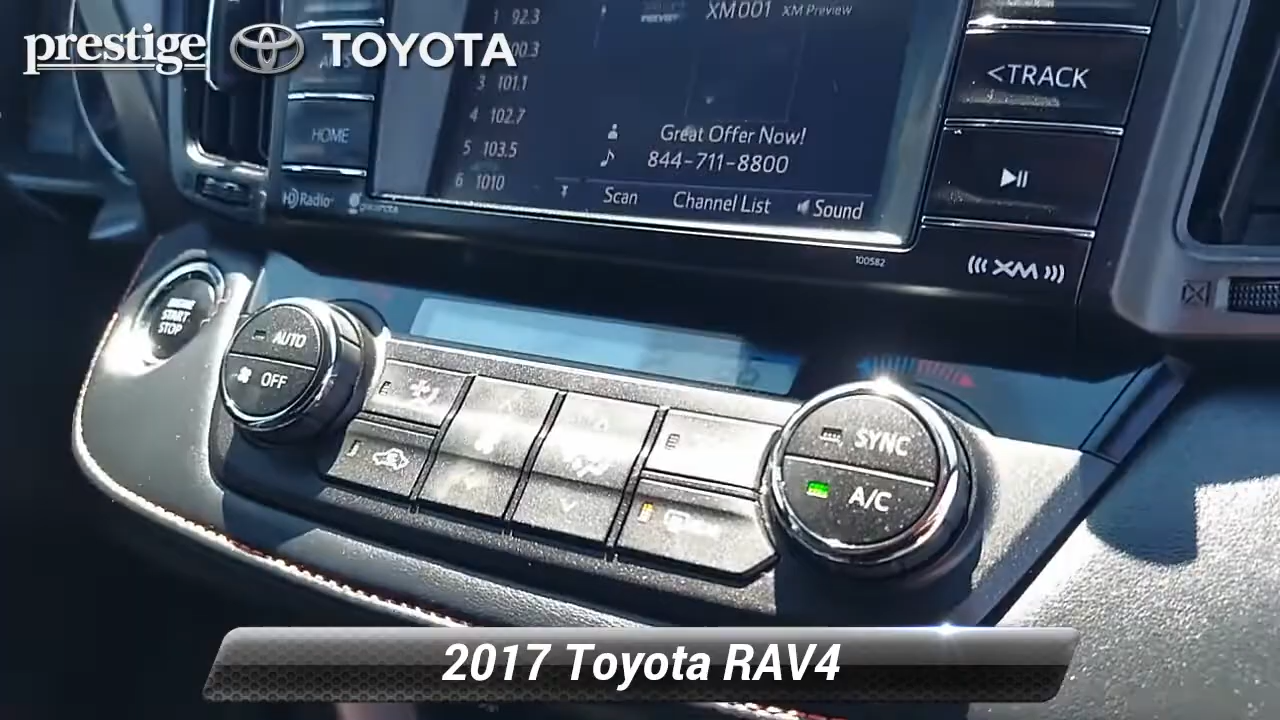 prestige TOYOTA
1 92.3
XM001 XM Preview
00.3
3 101.1
4 102.7
5 103.5
6 1010
Great Offer Now!
844-711-8800
Scan Channel List Sound
HOME
HD Radio
<TRACK
XM
100582
START
STOP
AUTO
OFF
SYNC
A/C
2017 Toyota RAV4